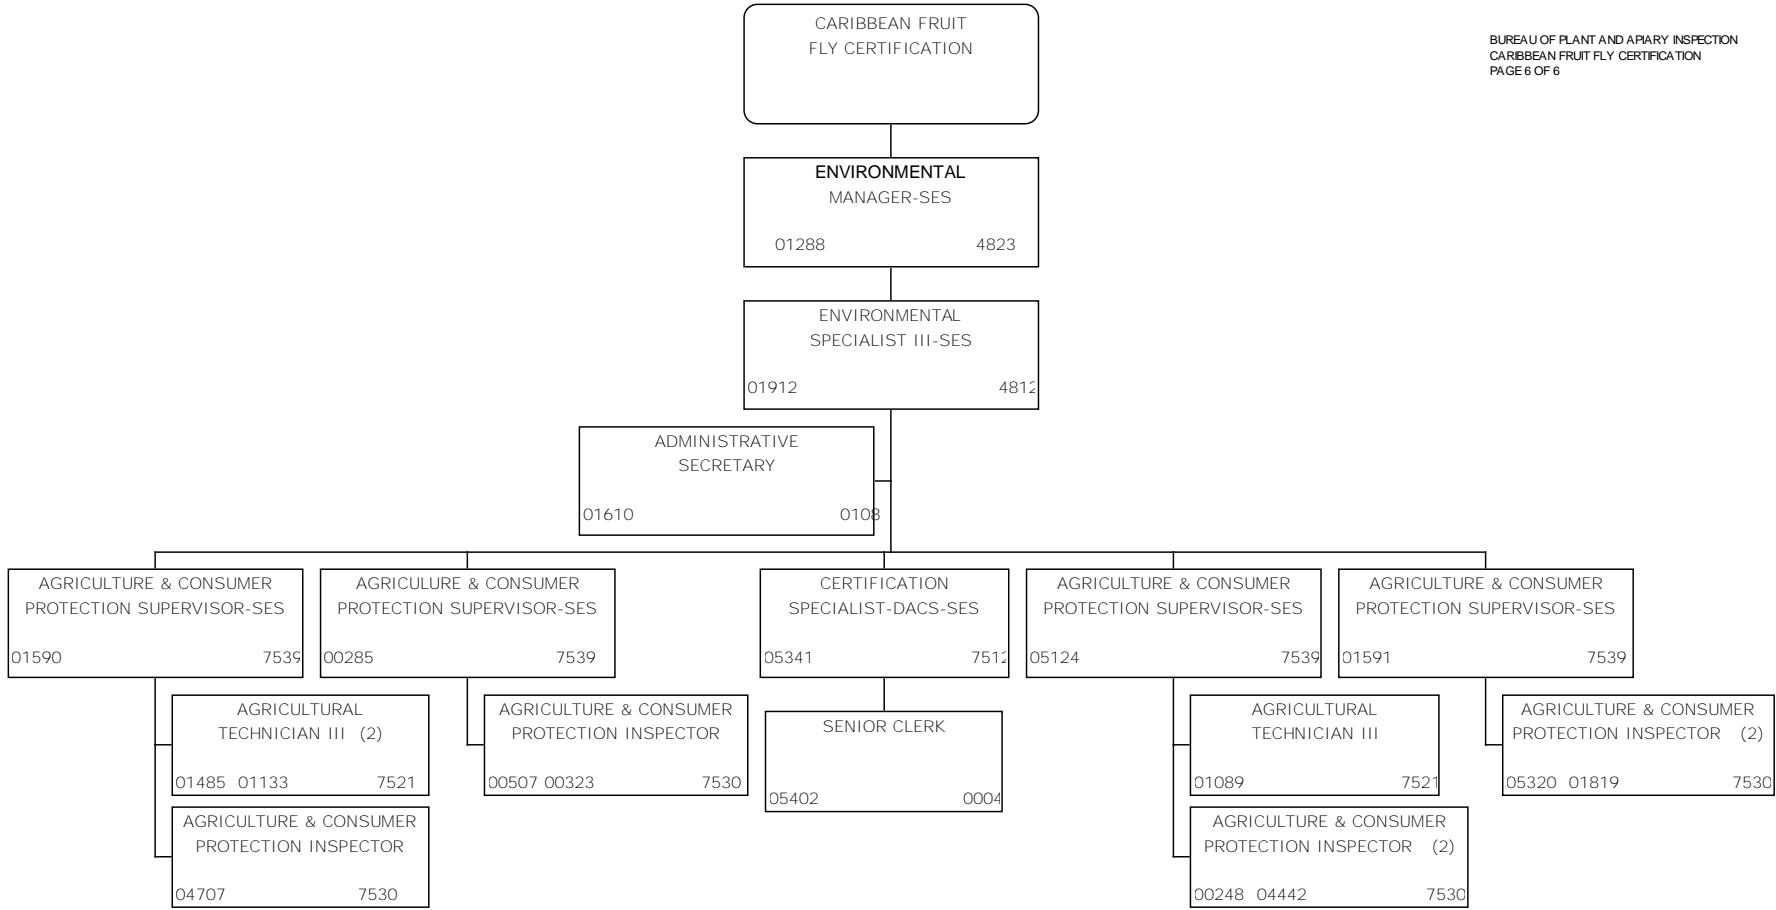 CARIBBEAN FRUIT
FLY CERTIFICATION
BUREAU OF PLANT AND APIARY INSPECTION
CARIBBEAN FRUIT FLY CERTIFICATION
PAGE 6 OF 6
ENVIRONMENTAL
MANAGER-SES
01288 4823
ENVIRONMENTAL
SPECIALIST III-SES
01912 4812
ADMINISTRATIVE
SECRETARY
01610 0108
AGRICULTURE & CONSUMER
PROTECTION SUPERVISOR-SES
01590 7539
AGRICULURE & CONSUMER
PROTECTION SUPERVISOR-SES
00285 7539
CERTIFICATION
SPECIALIST-DACS-SES
05341 7512
AGRICULTURE & CONSUMER
PROTECTION SUPERVISOR-SES
05124 7539
AGRICULTURE & CONSUMER
PROTECTION SUPERVISOR-SES
01591 7539
AGRICULTURAL
TECHNICIAN III (2)
01485 01133 7521
AGRICULTURE & CONSUMER
PROTECTION INSPECTOR
04707 7530
AGRICULTURE & CONSUMER
PROTECTION INSPECTOR
00507 00323 7530
SENIOR CLERK
05402 0004
AGRICULTURAL
TECHNICIAN III
01089 7521
AGRICULTURE & CONSUMER
PROTECTION INSPECTOR (2)
00248 04442 7530
AGRICULTURE & CONSUMER
PROTECTION INSPECTOR (2)
05320 01819 7530